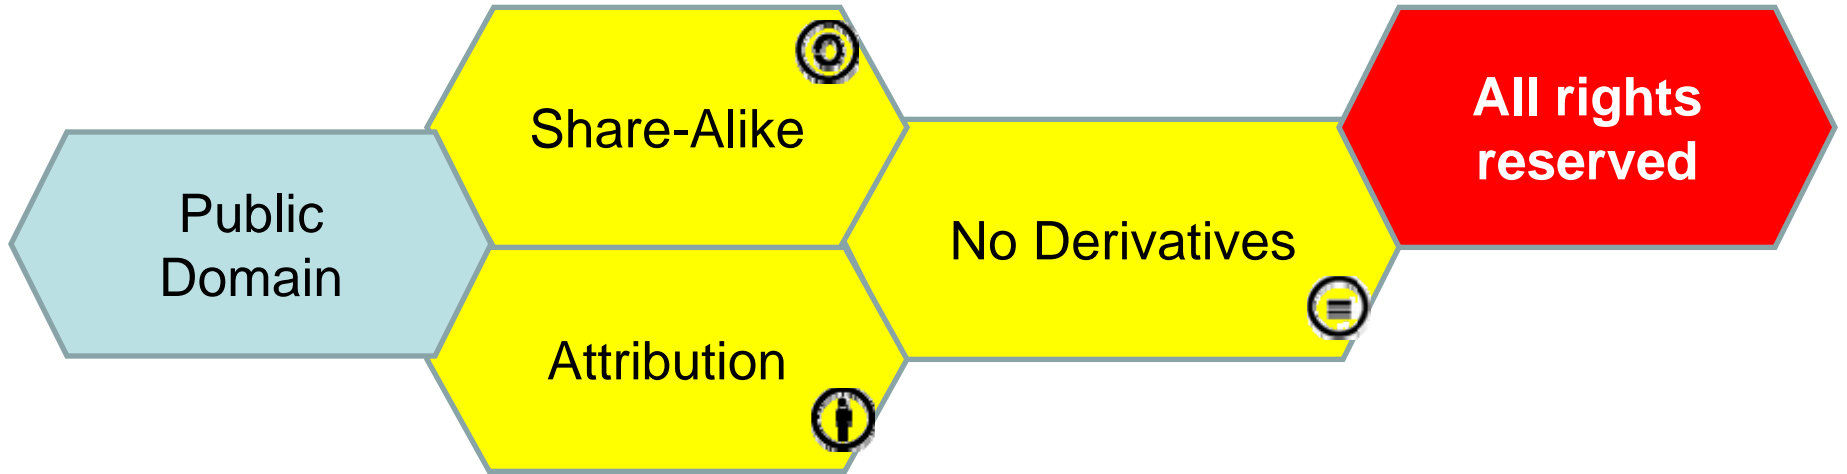 Public
Domain
Share-Alike
Attribution
No Derivatives
All rights
reserved